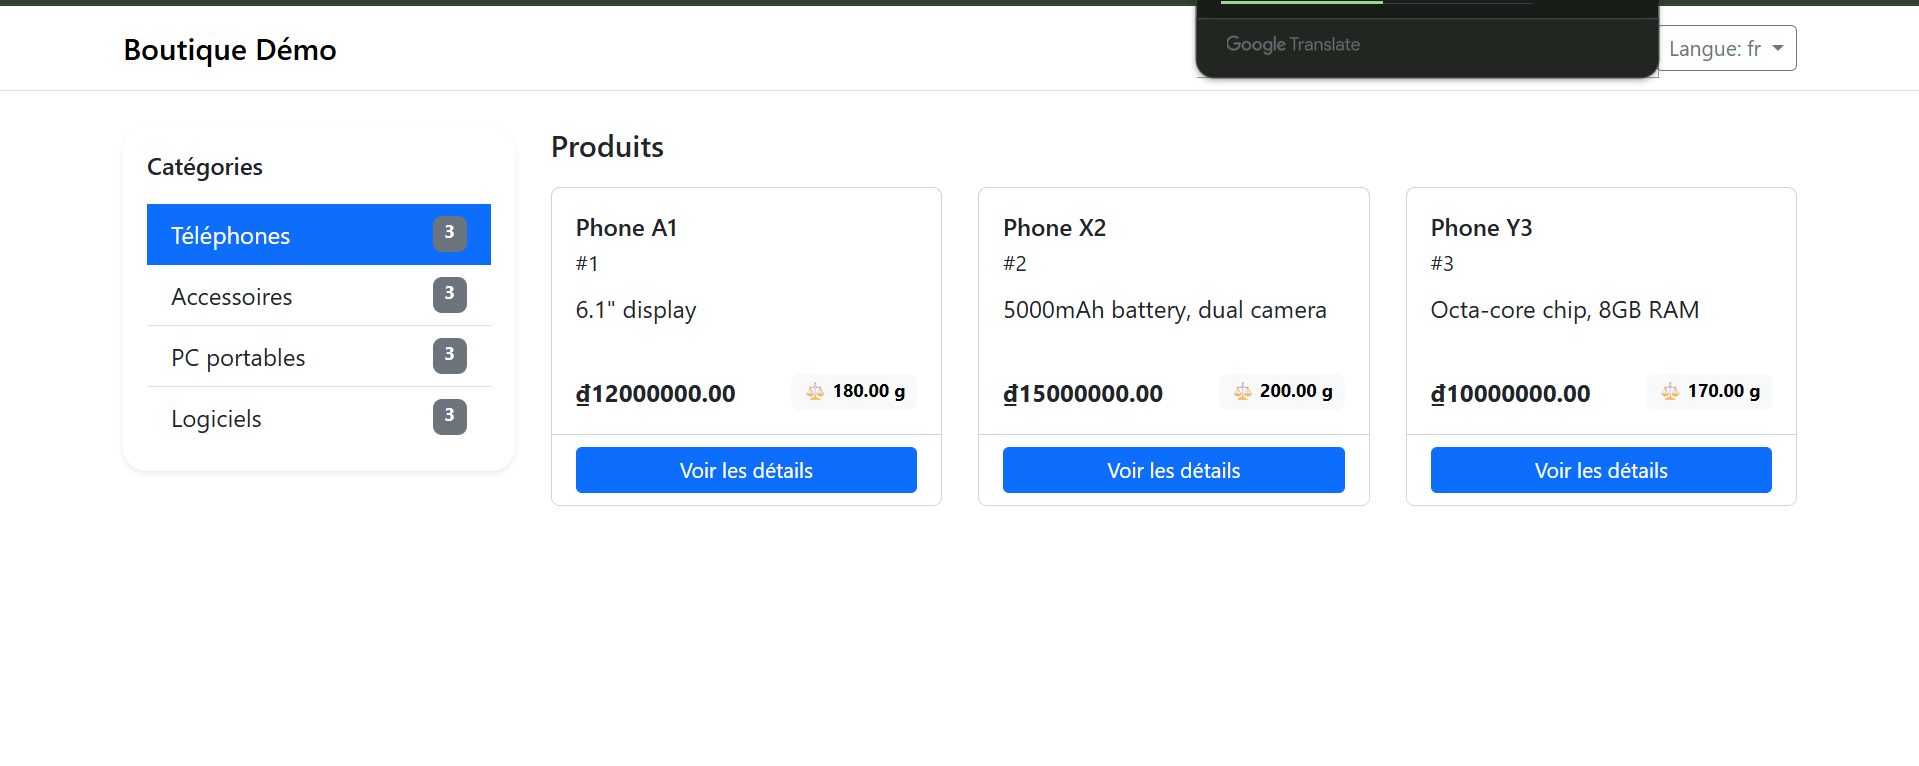 Google Translate
Boutique Démo
Langue: fr
Catégories
Téléphones 3
Accessoires 3
PC portables 3
Logiciels 3
Produits
Phone A1
#1
6.1" display
₫12000000.00
⚖️ 180.00 g
Voir les détails
Phone X2
#2
5000mAh battery, dual camera
₫15000000.00
⚖️ 200.00 g
Voir les détails
Phone Y3
#3
Octa-core chip, 8GB RAM
₫10000000.00
⚖️ 170.00 g
Voir les détails